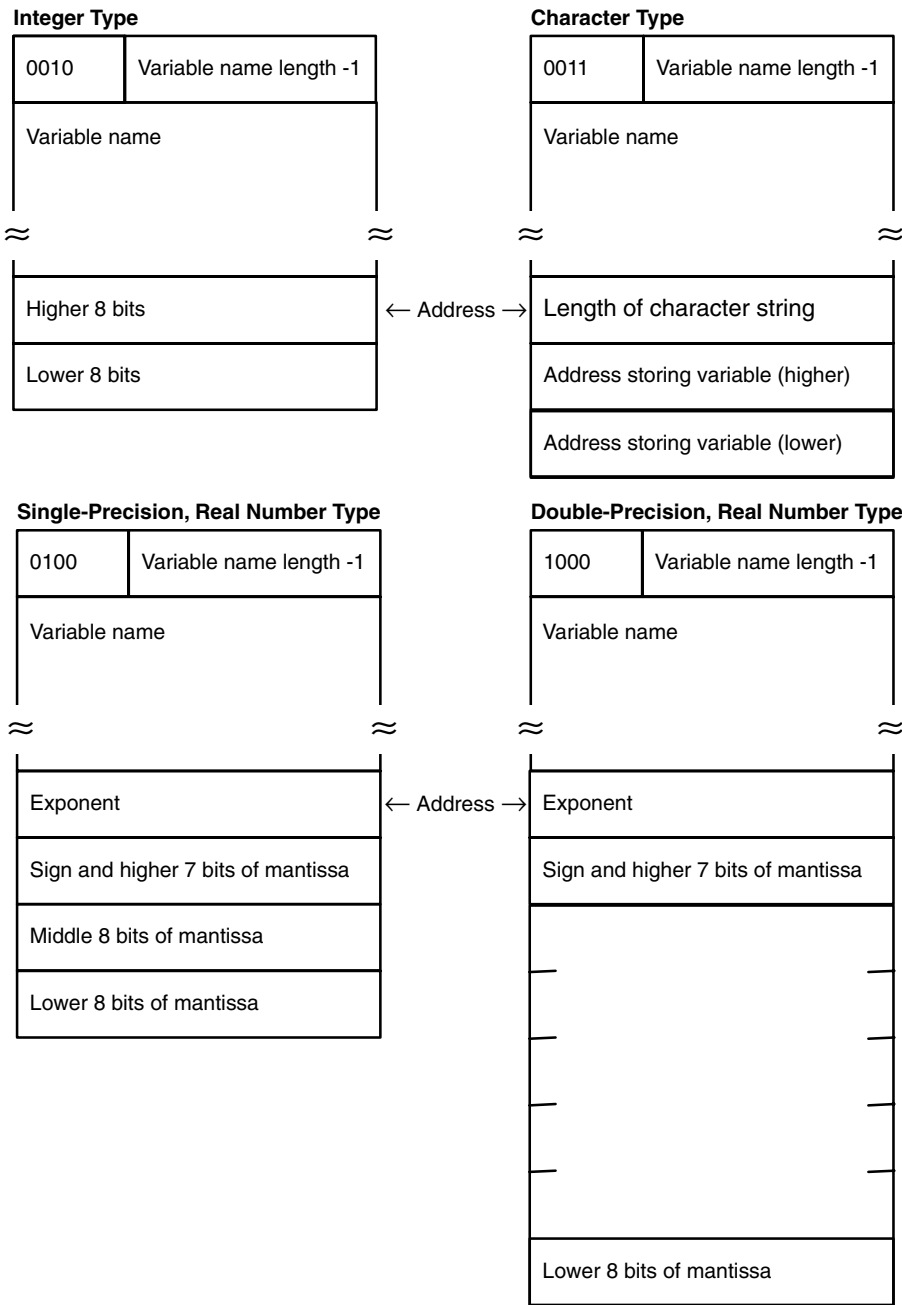 Integer Type
0010 Variable name length -1
Variable name
≈ ≈
Higher 8 bits
Lower 8 bits
← Address →
Character Type
0011 Variable name length -1
Variable name
≈ ≈
Length of character string
Address storing variable (higher)
Address storing variable (lower)
Single-Precision, Real Number Type
0100 Variable name length -1
Variable name
≈ ≈
Exponent
Sign and higher 7 bits of mantissa
Middle 8 bits of mantissa
Lower 8 bits of mantissa
← Address →
Double-Precision, Real Number Type
1000 Variable name length -1
Variable name
≈ ≈
Exponent
Sign and higher 7 bits of mantissa
Lower 8 bits of mantissa